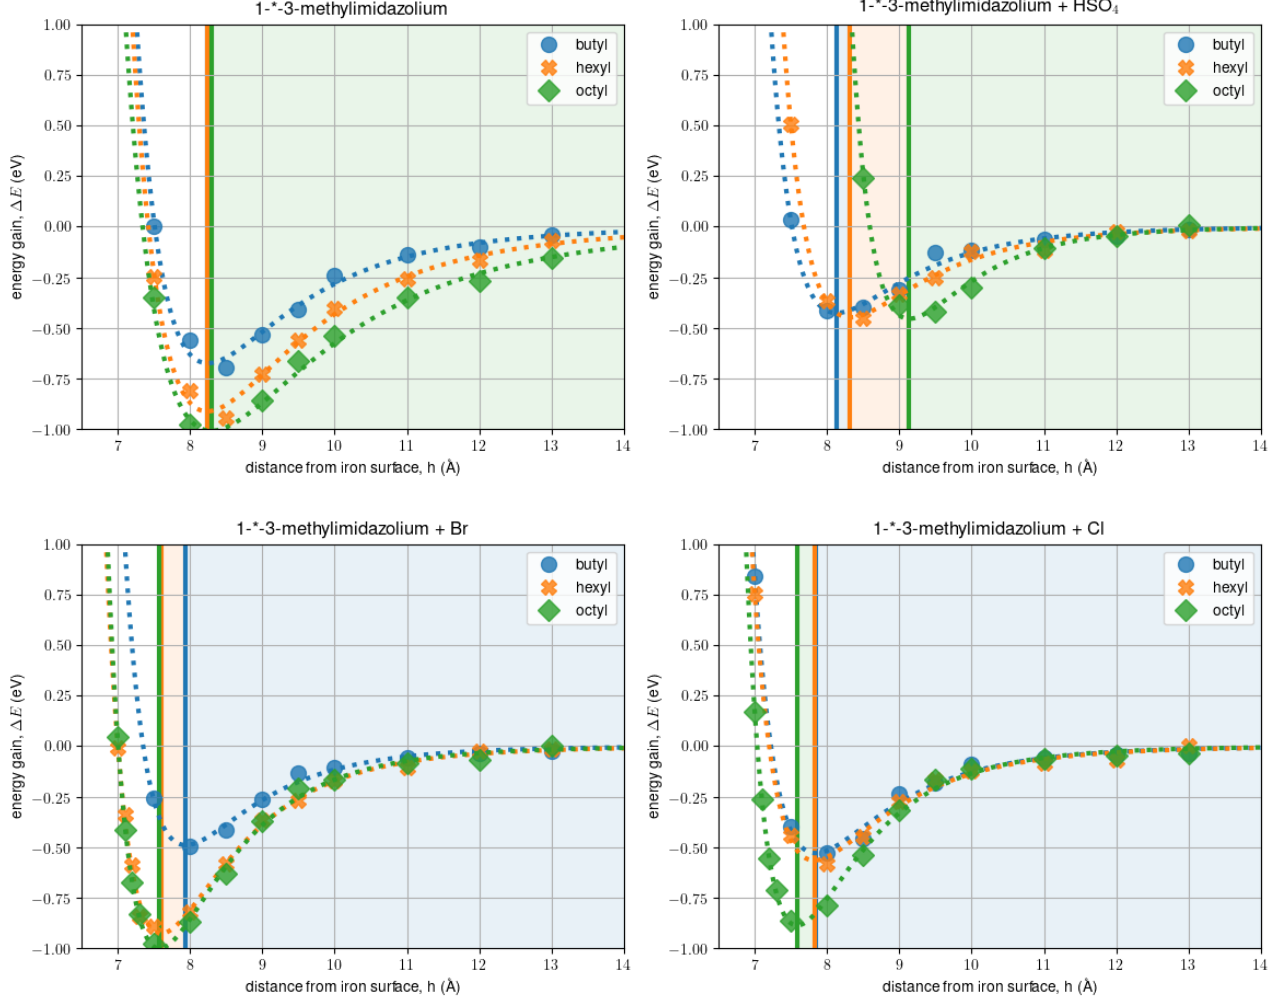 1-*-3-methylimidazolium
1.00
0.75
0.50
0.25
0.00
−0.25
−0.50
−0.75
−1.00
energy gain, ΔE (eV)
butyl
hexyl
octyl
7 8 9 10 11 12 13 14
distance from iron surface, h (Å)
1-*-3-methylimidazolium + HSO₄
1.00
0.75
0.50
0.25
0.00
−0.25
−0.50
−0.75
−1.00
energy gain, ΔE (eV)
butyl
hexyl
octyl
7 8 9 10 11 12 13 14
distance from iron surface, h (Å)
1-*-3-methylimidazolium + Br
1.00
0.75
0.50
0.25
0.00
−0.25
−0.50
−0.75
−1.00
energy gain, ΔE (eV)
butyl
hexyl
octyl
7 8 9 10 11 12 13 14
distance from iron surface, h (Å)
1-*-3-methylimidazolium + Cl
1.00
0.75
0.50
0.25
0.00
−0.25
−0.50
−0.75
−1.00
energy gain, ΔE (eV)
butyl
hexyl
octyl
7 8 9 10 11 12 13 14
distance from iron surface, h (Å)